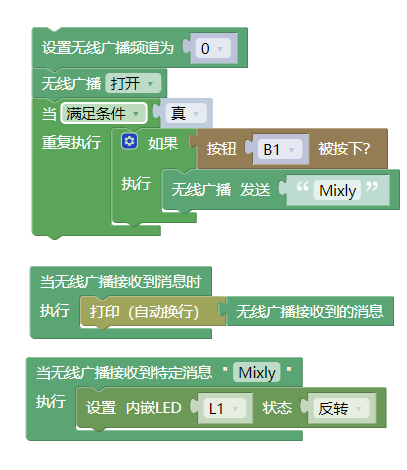 设置无线广播频道为 0
无线广播 打开
当 满足条件 真
重复执行 如果 按钮 B1 被按下?
执行 无线广播 发送 “ Mixly ”
当无线广播接收到消息时
执行 打印（自动换行） 无线广播接收到的消息
当无线广播接收到特定消息 " Mixly "
执行 设置 内嵌LED L1 状态 反转